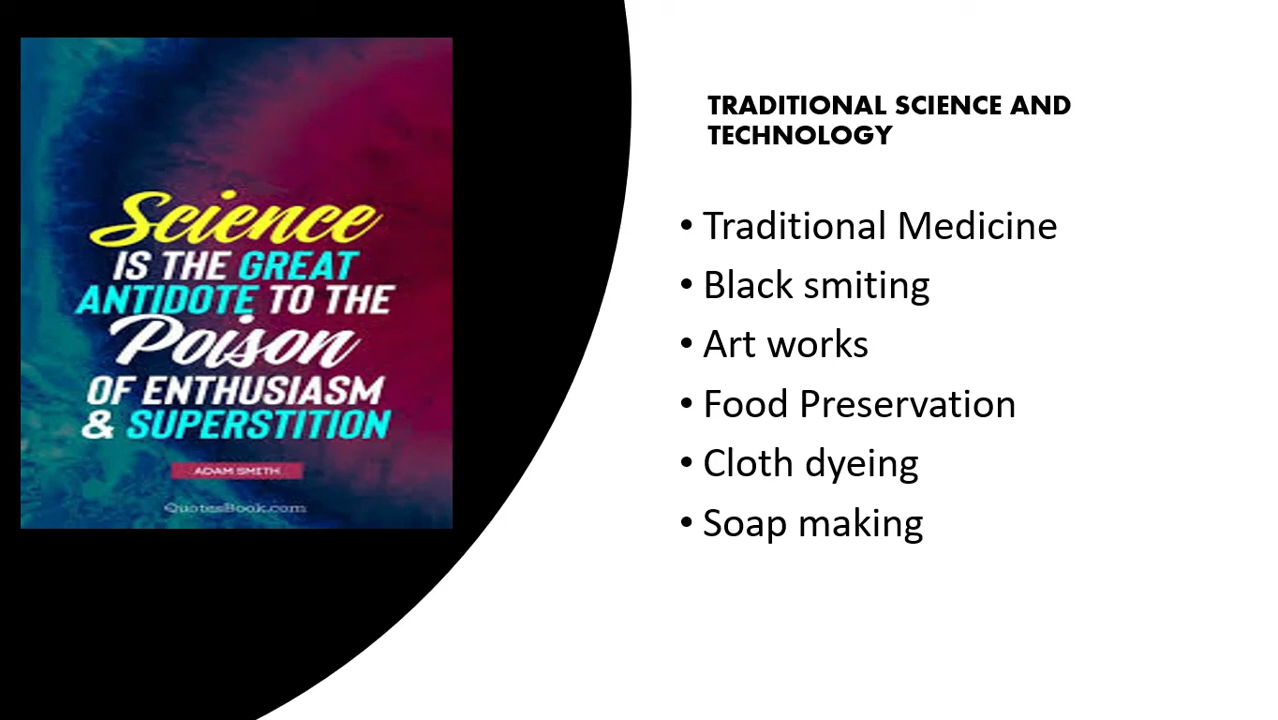 Science
IS THE GREAT
ANTIDOTE TO THE
Poison
OF ENTHUSIASM
& SUPERSTITION
ADAM SMITH
QuotesBook.com
TRADITIONAL SCIENCE AND
TECHNOLOGY
• Traditional Medicine
• Black smiting
• Art works
• Food Preservation
• Cloth dyeing
• Soap making